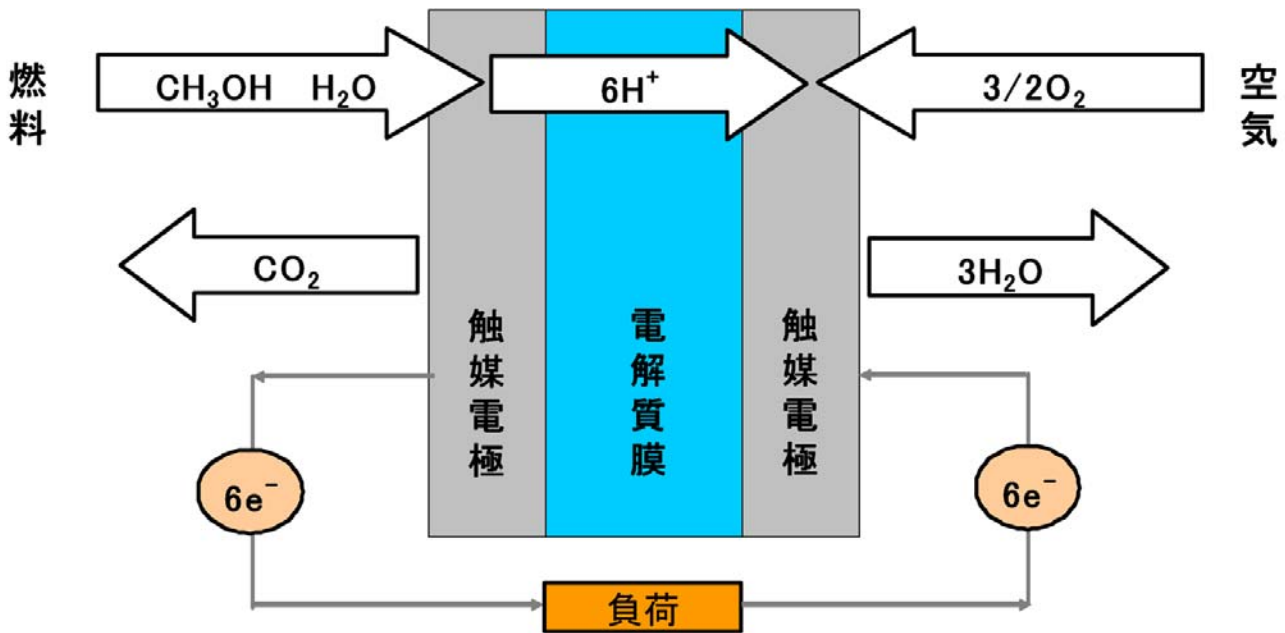 燃料
CH₃OH H₂O
6H⁺
3/2O₂
空気
CO₂
3H₂O
触媒電極
電解質膜
触媒電極
6e⁻
6e⁻
負荷